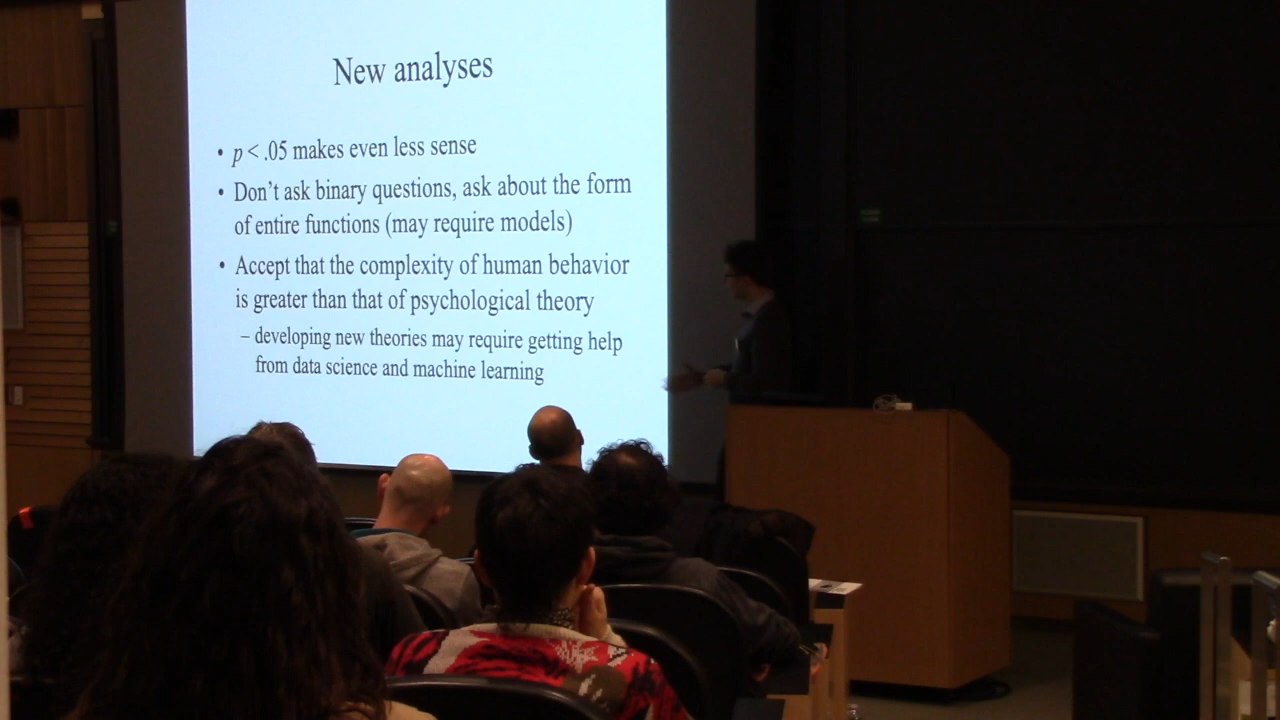 New analyses
• p < .05 makes even less sense
• Don't ask binary questions, ask about the form
of entire functions (may require models)
• Accept that the complexity of human behavior
is greater than that of psychological theory
– developing new theories may require getting help
from data science and machine learning